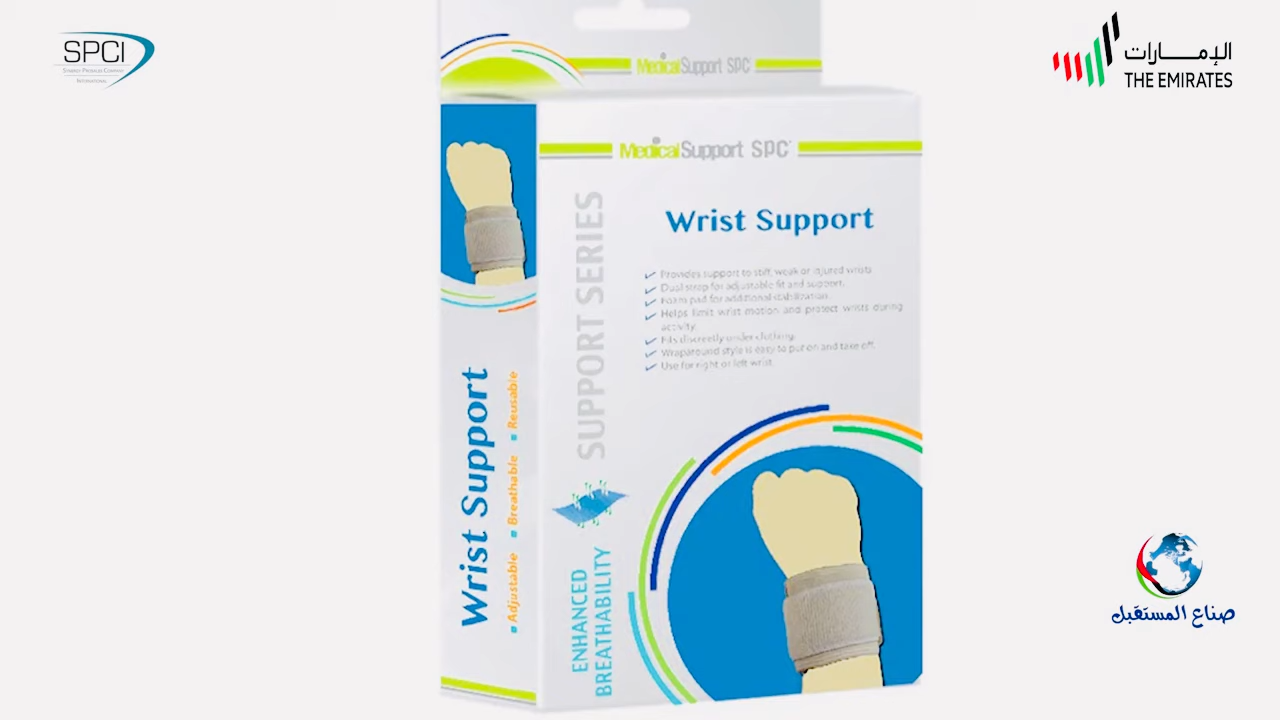 SPCI
INTERNATIONAL
الإمارات
THE EMIRATES
صناع المستقبل
MedicalSupport SPC
MedicalSupport SPC
Wrist Support
Provides support to stiff, weak or injured wrists.
Dual strap for adjustable fit and support.
Foam pad for additional stabilization.
Helps limit wrist motion and protect wrists during
activity.
Fits discreetly under clothing.
Wraparound style is easy to put on and take off.
Use for right or left wrist.
SUPPORT SERIES
ENHANCED
BREATHABILITY
Wrist Support
Adjustable ▪ Breathable ▪ Reusable